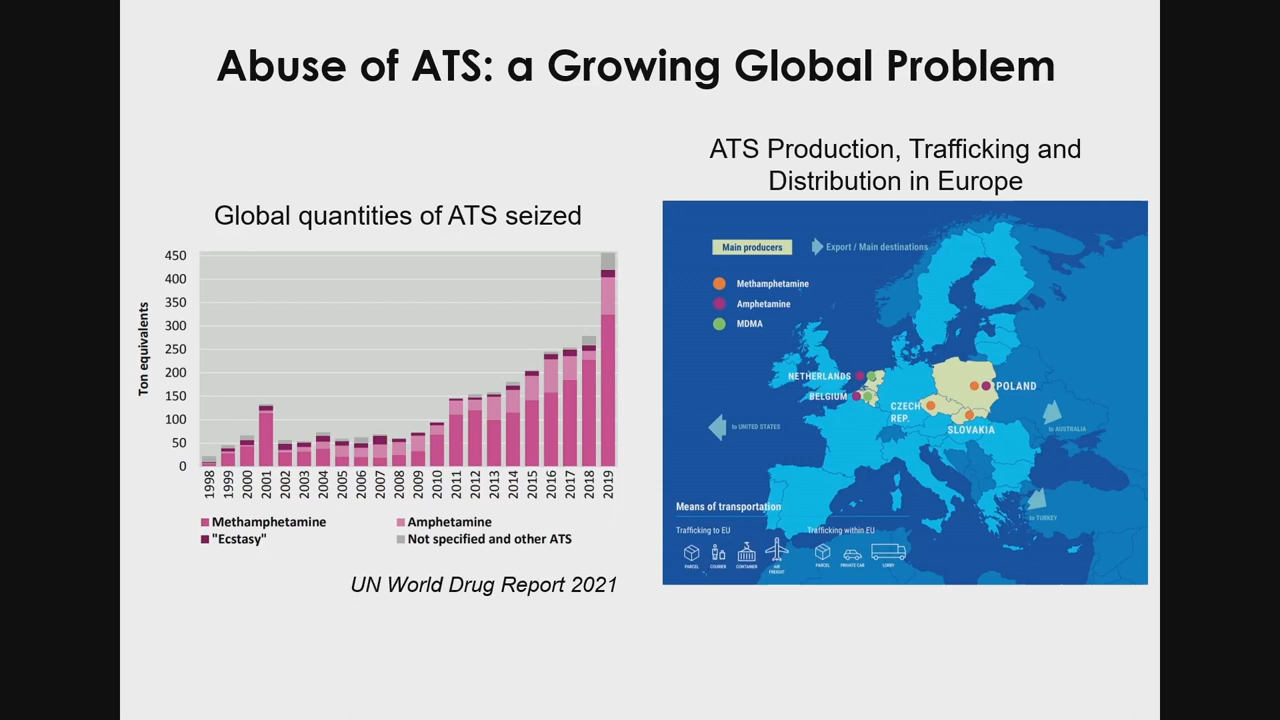 Abuse of ATS: a Growing Global Problem
Global quantities of ATS seized
Ton equivalents
450
400
350
300
250
200
150
100
50
0
1998
1999
2000
2001
2002
2003
2004
2005
2006
2007
2008
2009
2010
2011
2012
2013
2014
2015
2016
2017
2018
2019
Methamphetamine
Amphetamine
"Ecstasy"
Not specified and other ATS
UN World Drug Report 2021
ATS Production, Trafficking and
Distribution in Europe
Main producers
Export / Main destinations
Methamphetamine
Amphetamine
MDMA
NETHERLANDS
BELGIUM
POLAND
CZECH
REP.
SLOVAKIA
to UNITED STATES
to AUSTRALIA
to TURKEY
Means of transportation
Trafficking to EU
Trafficking within EU
PARCEL
COURIER
CONTAINER
AIR
FREIGHT
PARCEL
PRIVATE CAR
LORRY